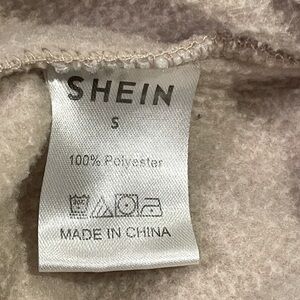 SHEIN
S
100% Polyester
MADE IN CHINA